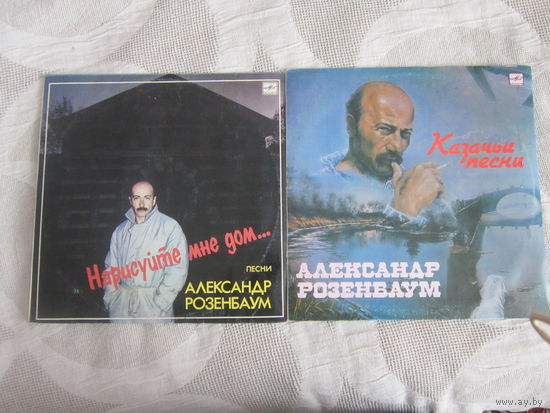 Нарисуйте мне дом...
ПЕСНИ
АЛЕКСАНДР
РОЗЕНБАУМ
Казачьи
песни
АЛЕКСАНДР
РОЗЕНБАУМ
www.ay.by